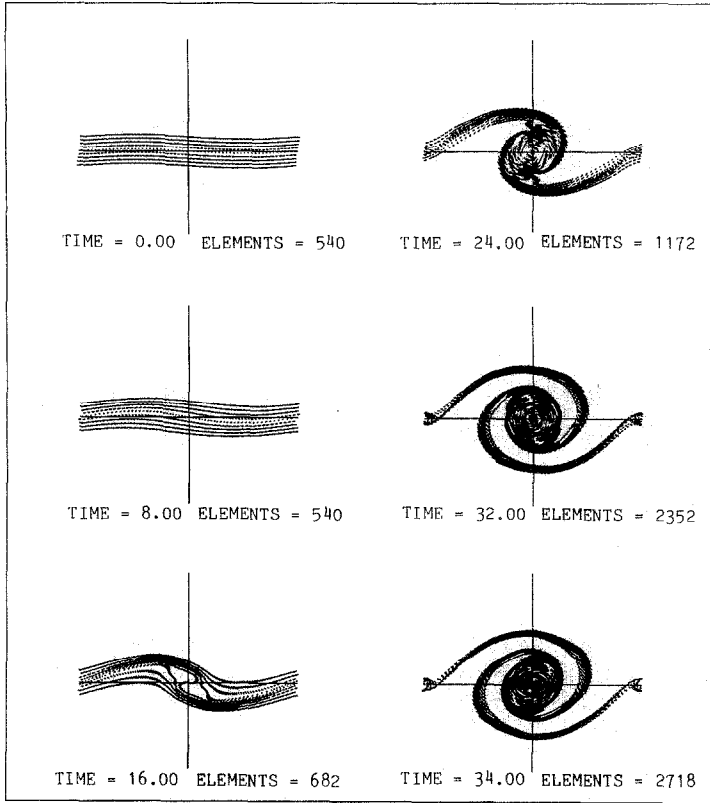 TIME = 0.00 ELEMENTS = 540
TIME = 24.00 ELEMENTS = 1172
TIME = 8.00 ELEMENTS = 540
TIME = 32.00 ELEMENTS = 2352
TIME = 16.00 ELEMENTS = 682
TIME = 34.00 ELEMENTS = 2718